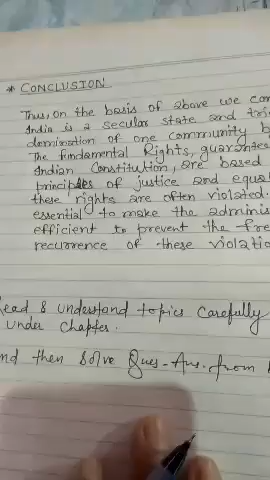 * CONCLUSION
Thus, on the basis of above we con
India is a secular state and
domination of one community b
The fundamental Rights, guarantee
Indian Constitution, are based
principles of justice and equal
these rights are often violated.
essential to make the adminis
efficient to prevent the fre
recurrence of these violatio
Read & understand topics carefully
under chapter.
nd then solve Ques-Ans. from